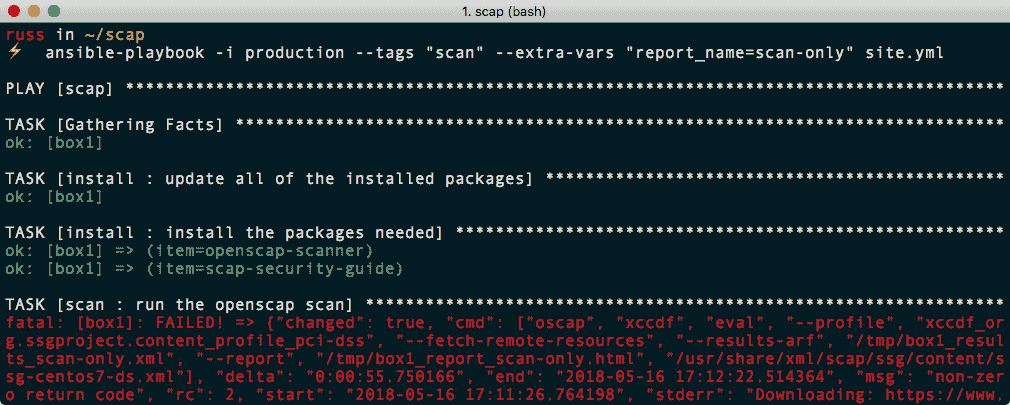 1. scap (bash)
russ in ~/scap
⚡ ansible-playbook -i production --tags "scan" --extra-vars "report_name=scan-only" site.yml
PLAY [scap] ****************************************************************************************
TASK [Gathering Facts] *****************************************************************************
ok: [box1]
TASK [install : update all of the installed packages] **********************************************
ok: [box1]
TASK [install : install the packages needed] *******************************************************
ok: [box1] => (item=openscap-scanner)
ok: [box1] => (item=scap-security-guide)
TASK [scan : run the openscap scan] ****************************************************************
fatal: [box1]: FAILED! => {"changed": true, "cmd": ["oscap", "xccdf", "eval", "--profile", "xccdf_or
g.ssgproject.content_profile_pci-dss", "--fetch-remote-resources", "--results-arf", "/tmp/box1_resul
ts_scan-only.xml", "--report", "/tmp/box1_report_scan-only.html", "/usr/share/xml/scap/ssg/content/s
sg-centos7-ds.xml"], "delta": "0:00:55.750166", "end": "2018-05-16 17:12:22.514364", "msg": "non-zer
o return code", "rc": 2, "start": "2018-05-16 17:11:26.764198", "stderr": "Downloading: https://www.